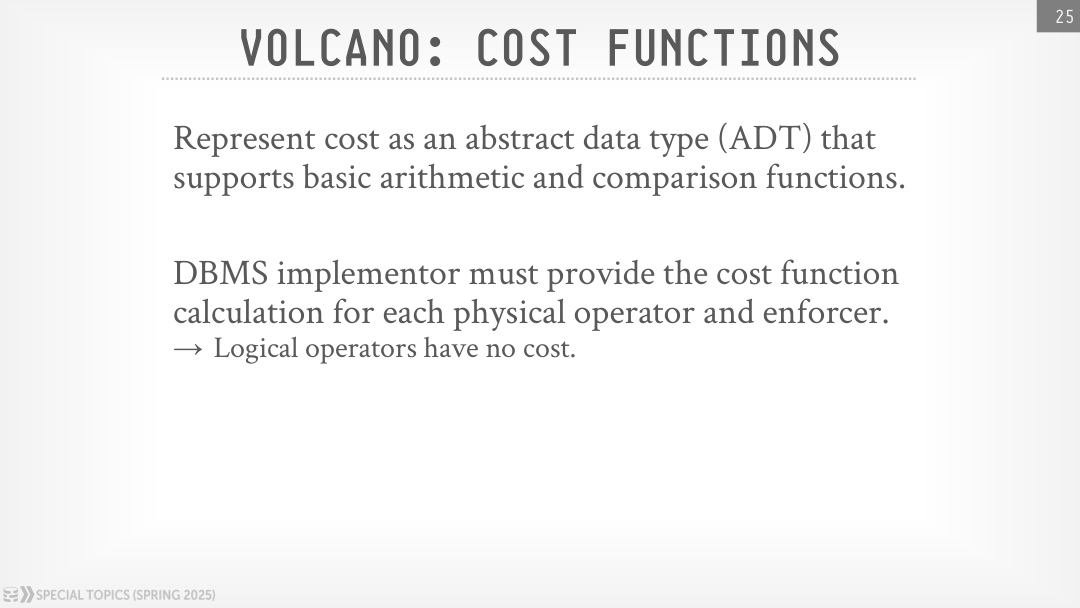 25
VOLCANO: COST FUNCTIONS
Represent cost as an abstract data type (ADT) that
supports basic arithmetic and comparison functions.
DBMS implementor must provide the cost function
calculation for each physical operator and enforcer.
→ Logical operators have no cost.
SPECIAL TOPICS (SPRING 2025)